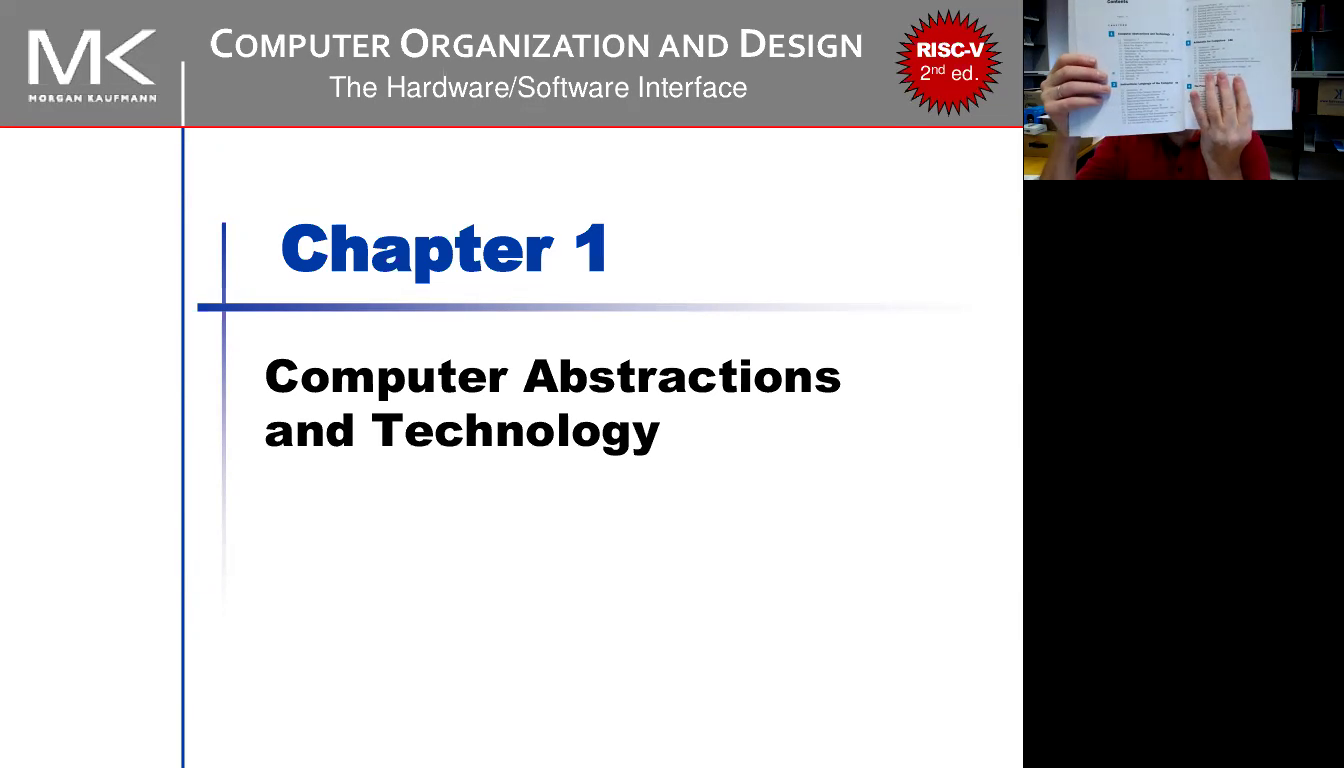 MK
MORGAN KAUFMANN
COMPUTER ORGANIZATION AND DESIGN
The Hardware/Software Interface
RISC-V
2nd ed.
Contents
Chapter 1
Computer Abstractions
and Technology